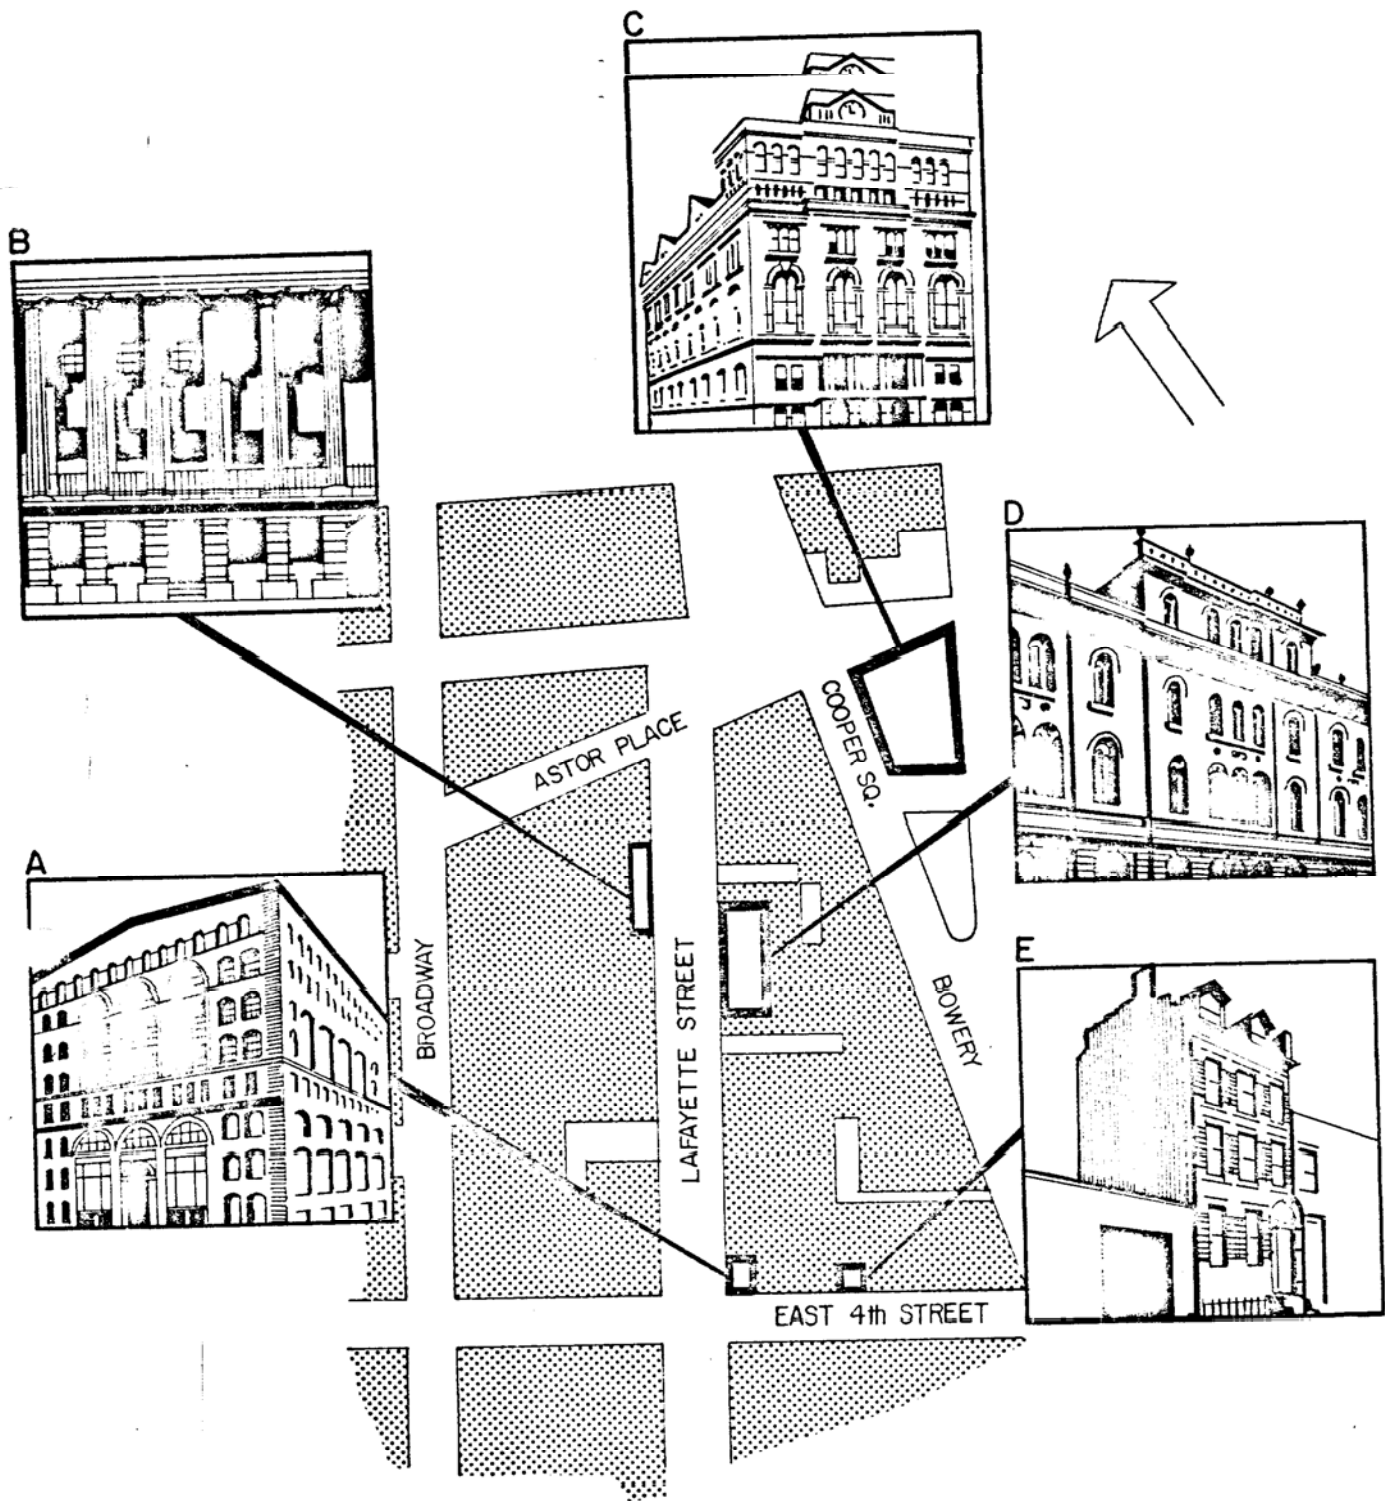 C
B
D
COOPER SQ.
ASTOR PLACE
A
BROADWAY
LAFAYETTE STREET
BOWERY
E
EAST 4th STREET